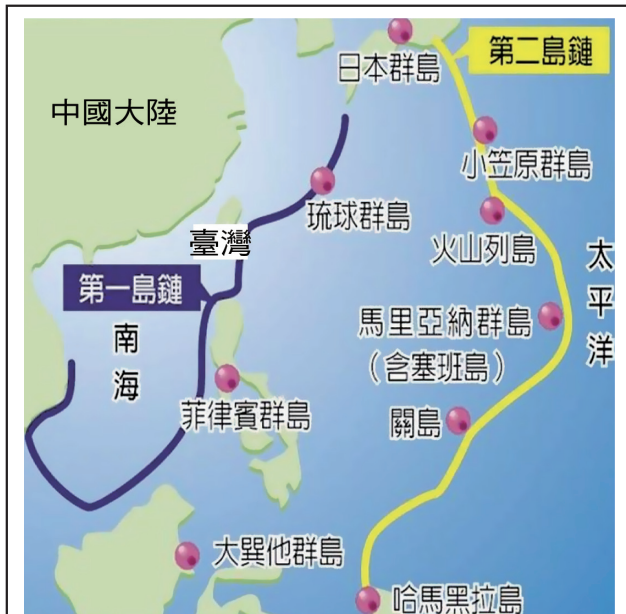 日本群島
第二島鏈
中國大陸
小笠原群島
琉球群島
臺灣
火山列島
太平洋
第一島鏈
南海
馬里亞納群島
（含塞班島）
菲律賓群島
關島
大巽他群島
哈馬黑拉島